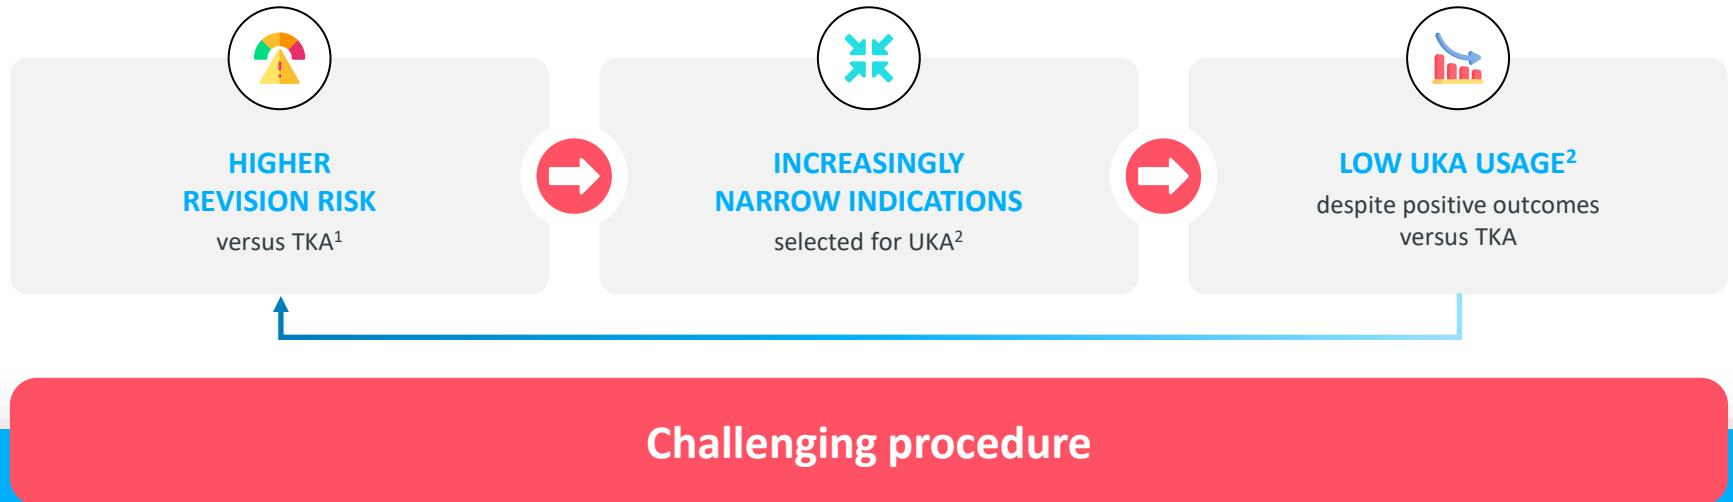 HIGHER
REVISION RISK
versus TKA¹
INCREASINGLY
NARROW INDICATIONS
selected for UKA²
LOW UKA USAGE²
despite positive outcomes
versus TKA
Challenging procedure